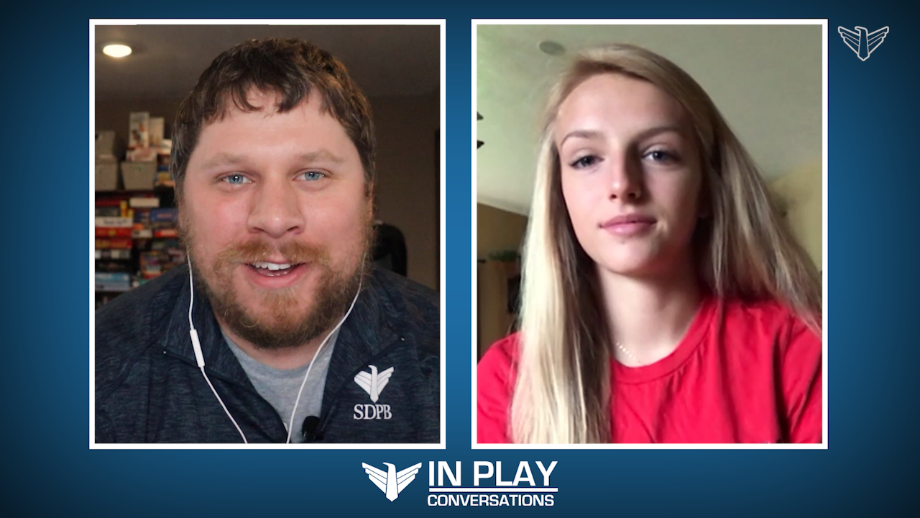 SDPB
IN PLAY
CONVERSATIONS